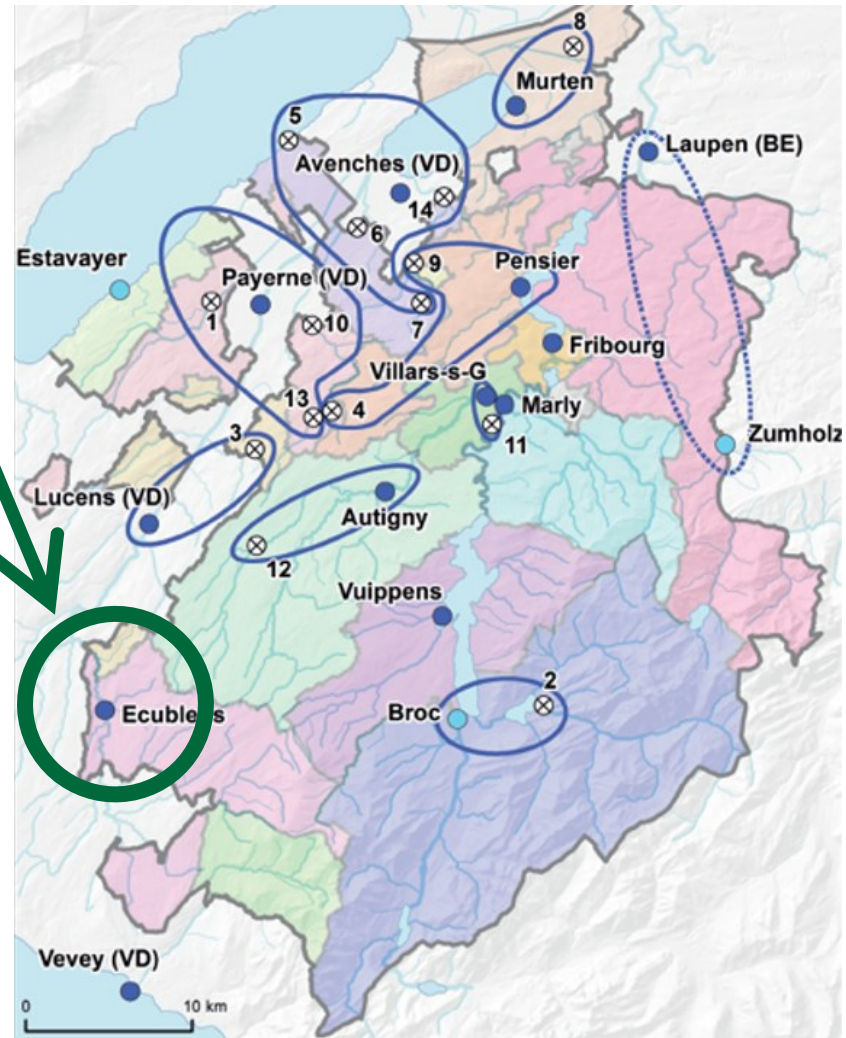 8
Murten
5
Laupen (BE)
Avenches (VD)
14
6
Estavayer
9
Pensier
Payerne (VD)
1
7
10
Fribourg
Villars-s-G
13
4
Marly
3
11
Zumholz
Lucens (VD)
Autigny
12
Vuippens
2
Ecublens
Broc
Vevey (VD)
0 10 km